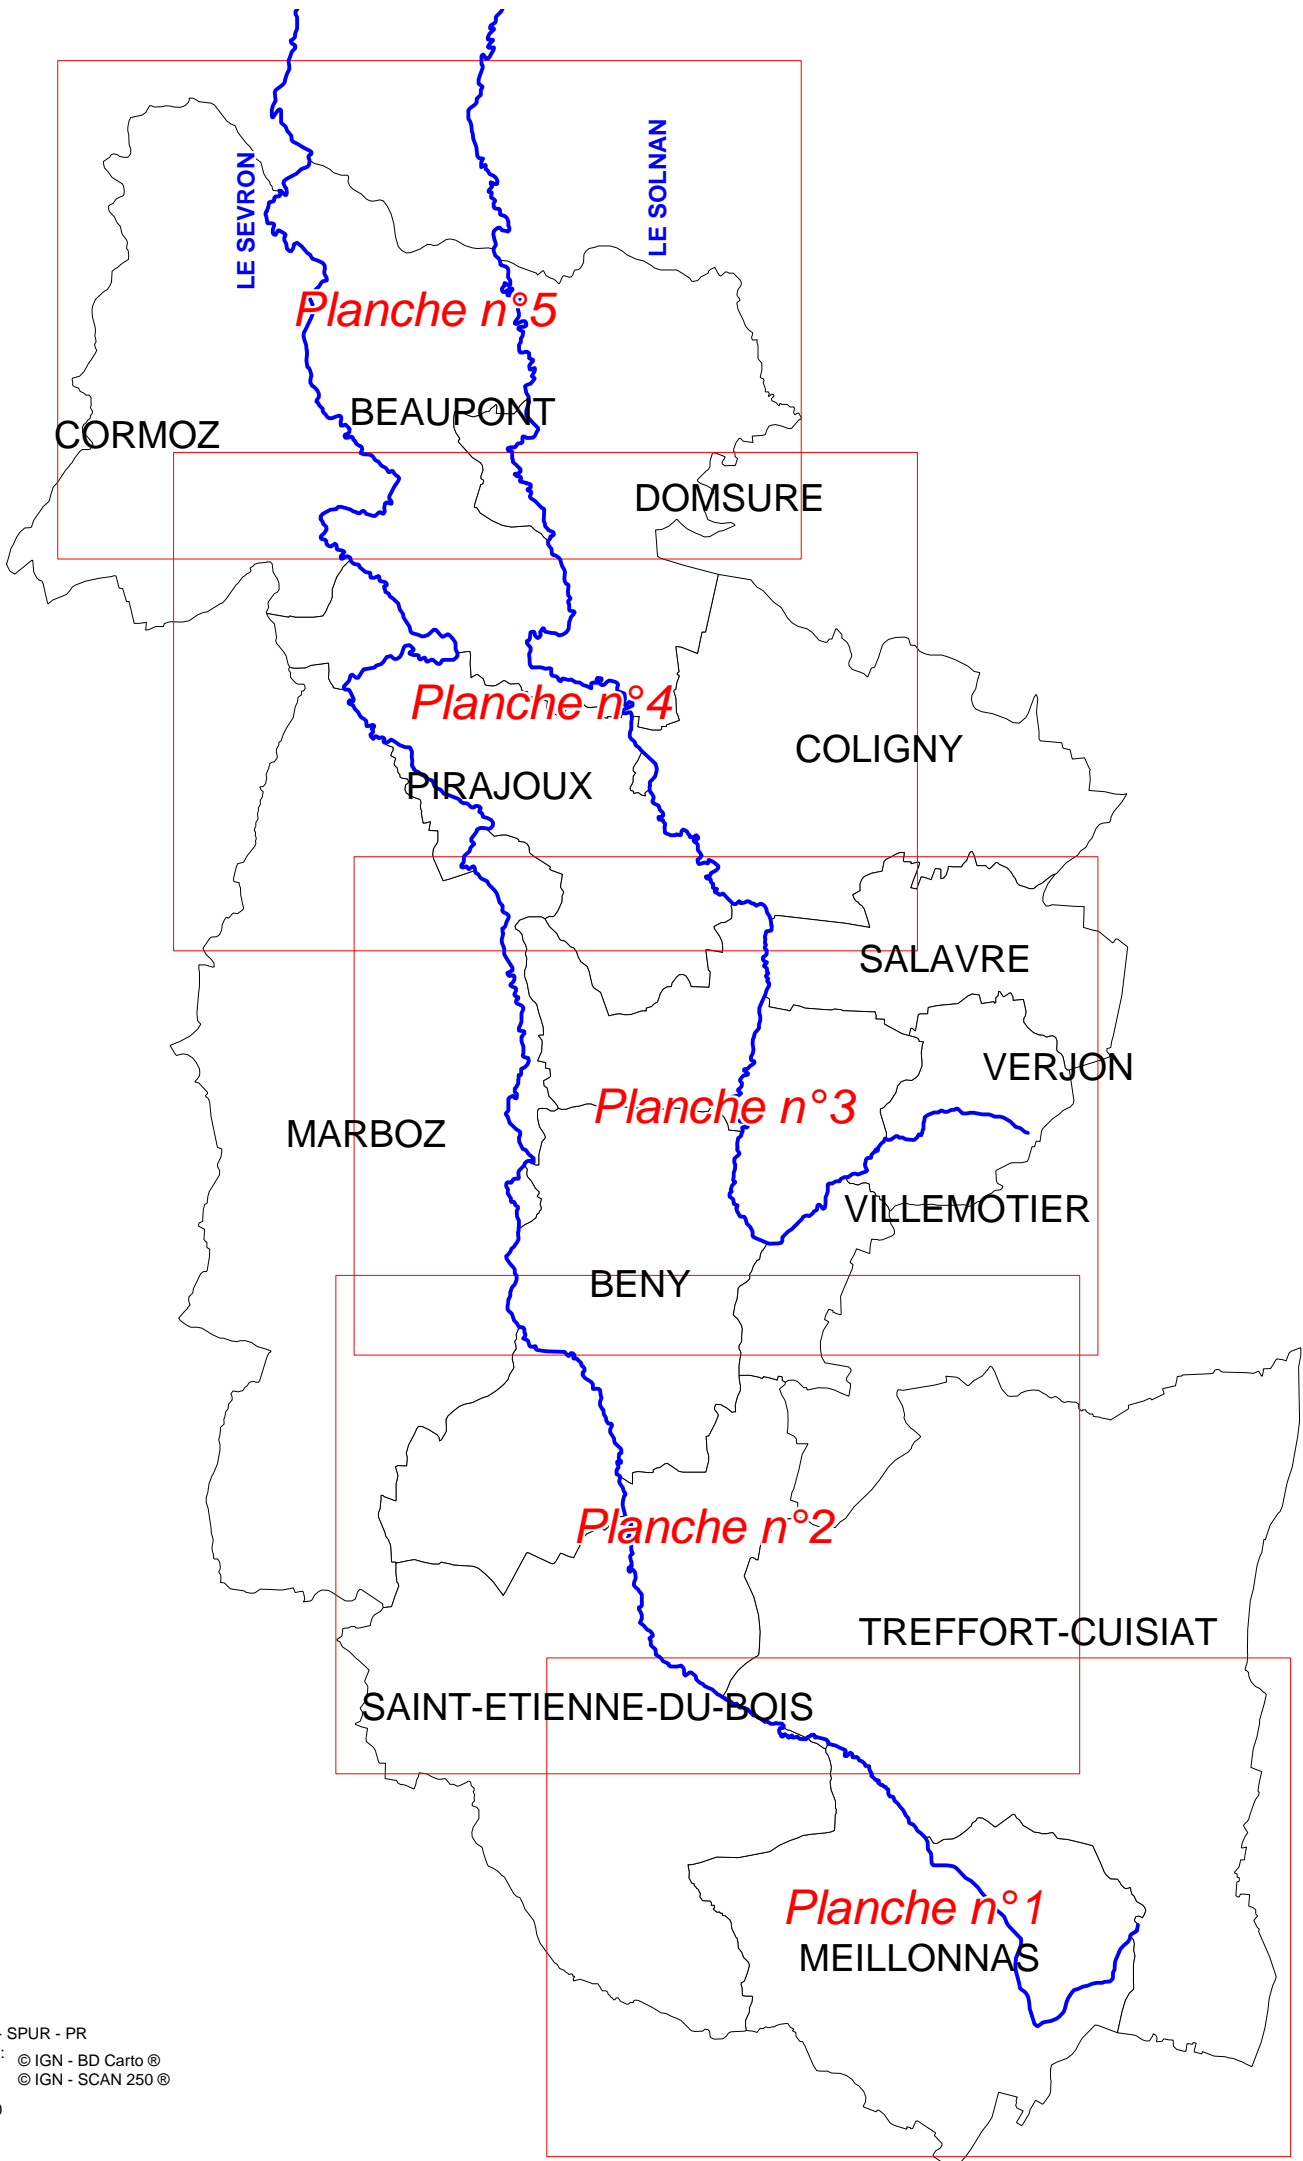 LE SEVRON
LE SOLNAN
Planche n°5
BEAUPONT
CORMOZ
DOMSURE
Planche n°4
COLIGNY
PIRAJOUX
SALAVRE
VERJON
Planche n°3
MARBOZ
VILLEMOTIER
BENY
Planche n°2
TREFFORT-CUISIAT
SAINT-ETIENNE-DU-BOIS
Planche n°1
MEILLONNAS
- SPUR - PR
: © IGN - BD Carto ®
© IGN - SCAN 250 ®